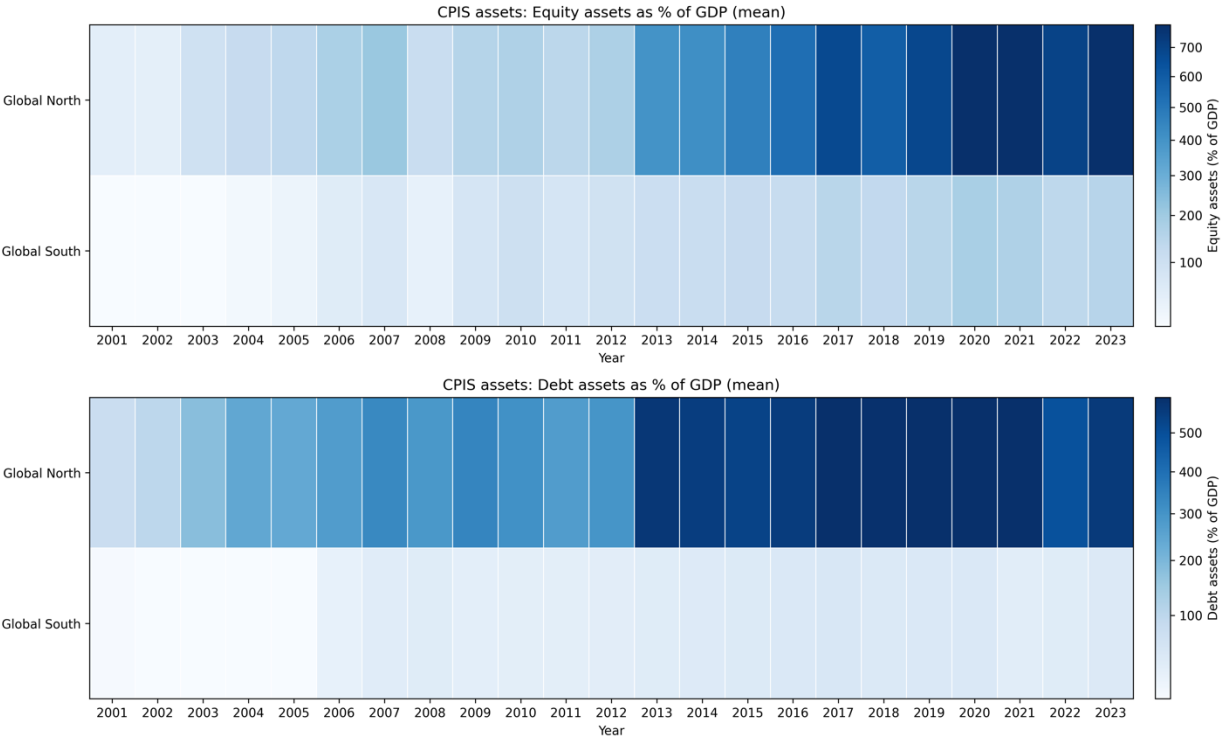 CPIS assets: Equity assets as % of GDP (mean)
Global North
Global South
2001 2002 2003 2004 2005 2006 2007 2008 2009 2010 2011 2012 2013 2014 2015 2016 2017 2018 2019 2020 2021 2022 2023
Year
700
600
500
400
300
200
100
Equity assets (% of GDP)
CPIS assets: Debt assets as % of GDP (mean)
Global North
Global South
2001 2002 2003 2004 2005 2006 2007 2008 2009 2010 2011 2012 2013 2014 2015 2016 2017 2018 2019 2020 2021 2022 2023
Year
500
400
300
200
100
Debt assets (% of GDP)